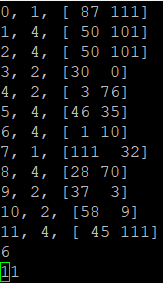 0, 1, [ 87 111]
1, 4, [ 50 101]
2, 4, [ 50 101]
3, 2, [30  0]
4, 2, [ 3 76]
5, 4, [46 35]
6, 4, [ 1 10]
7, 1, [111  32]
8, 4, [28 70]
9, 2, [37  3]
10, 2, [58  9]
11, 4, [ 45 111]
6
11